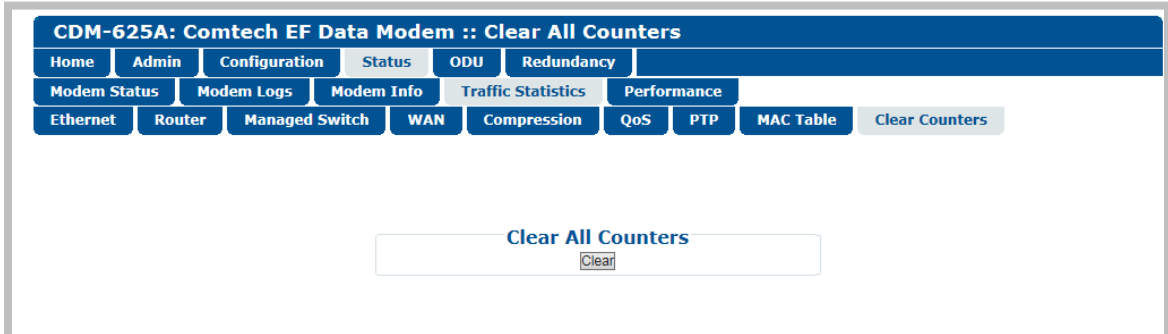 CDM-625A: Comtech EF Data Modem :: Clear All Counters
Home Admin Configuration Status ODU Redundancy
Modem Status Modem Logs Modem Info Traffic Statistics Performance
Ethernet Router Managed Switch WAN Compression QoS PTP MAC Table Clear Counters
Clear All Counters
Clear